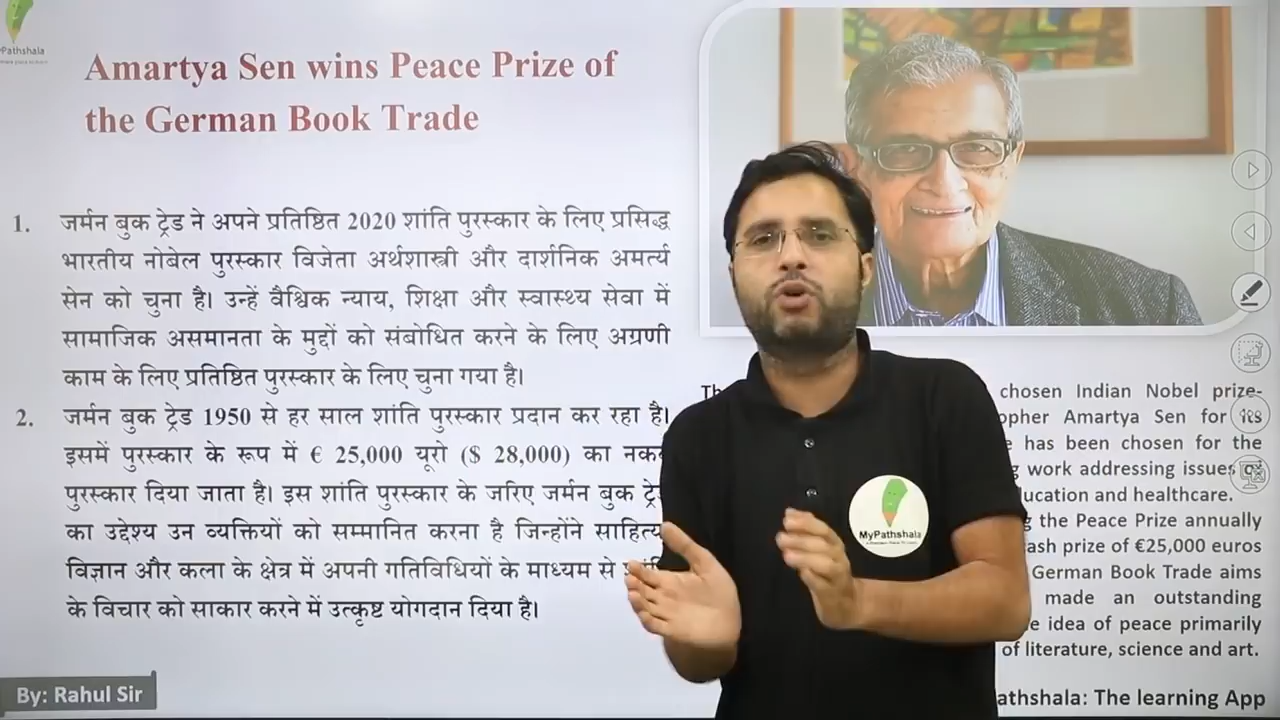 Pathshala
Amartya Sen wins Peace Prize of
the German Book Trade
1. जर्मन बुक ट्रेड ने अपने प्रतिष्ठित 2020 शांति पुरस्कार के लिए प्रसिद्ध
भारतीय नोबेल पुरस्कार विजेता अर्थशास्त्री और दार्शनिक अमर्त्य
सेन को चुना है। उन्हें वैश्विक न्याय, शिक्षा और स्वास्थ्य सेवा में
सामाजिक असमानता के मुद्दों को संबोधित करने के लिए अग्रणी
काम के लिए प्रतिष्ठित पुरस्कार के लिए चुना गया है।
2. जर्मन बुक ट्रेड 1950 से हर साल शांति पुरस्कार प्रदान कर रहा है।
इसमें पुरस्कार के रूप में € 25,000 यूरो ($ 28,000) का
पुरस्कार दिया जाता है। इस शांति पुरस्कार के जरिए जर्मन बुक
का उद्देश्य उन व्यक्तियों को सम्मानित करना है जिन्होंने साहित्य
विज्ञान और कला के क्षेत्र में अपनी गतिविधियों के माध्यम से
के विचार को साकार करने में उत्कृष्ट योगदान दिया है।
chosen Indian Nobel prize-
Amartya Sen for its
has been chosen for the
work addressing issues of
and healthcare.
the Peace Prize annually
prize of €25,000 euros
German Book Trade aims
made an outstanding
idea of peace primarily
of literature, science and art.
MyPathshala
By: Rahul Sir
athshala: The learning App